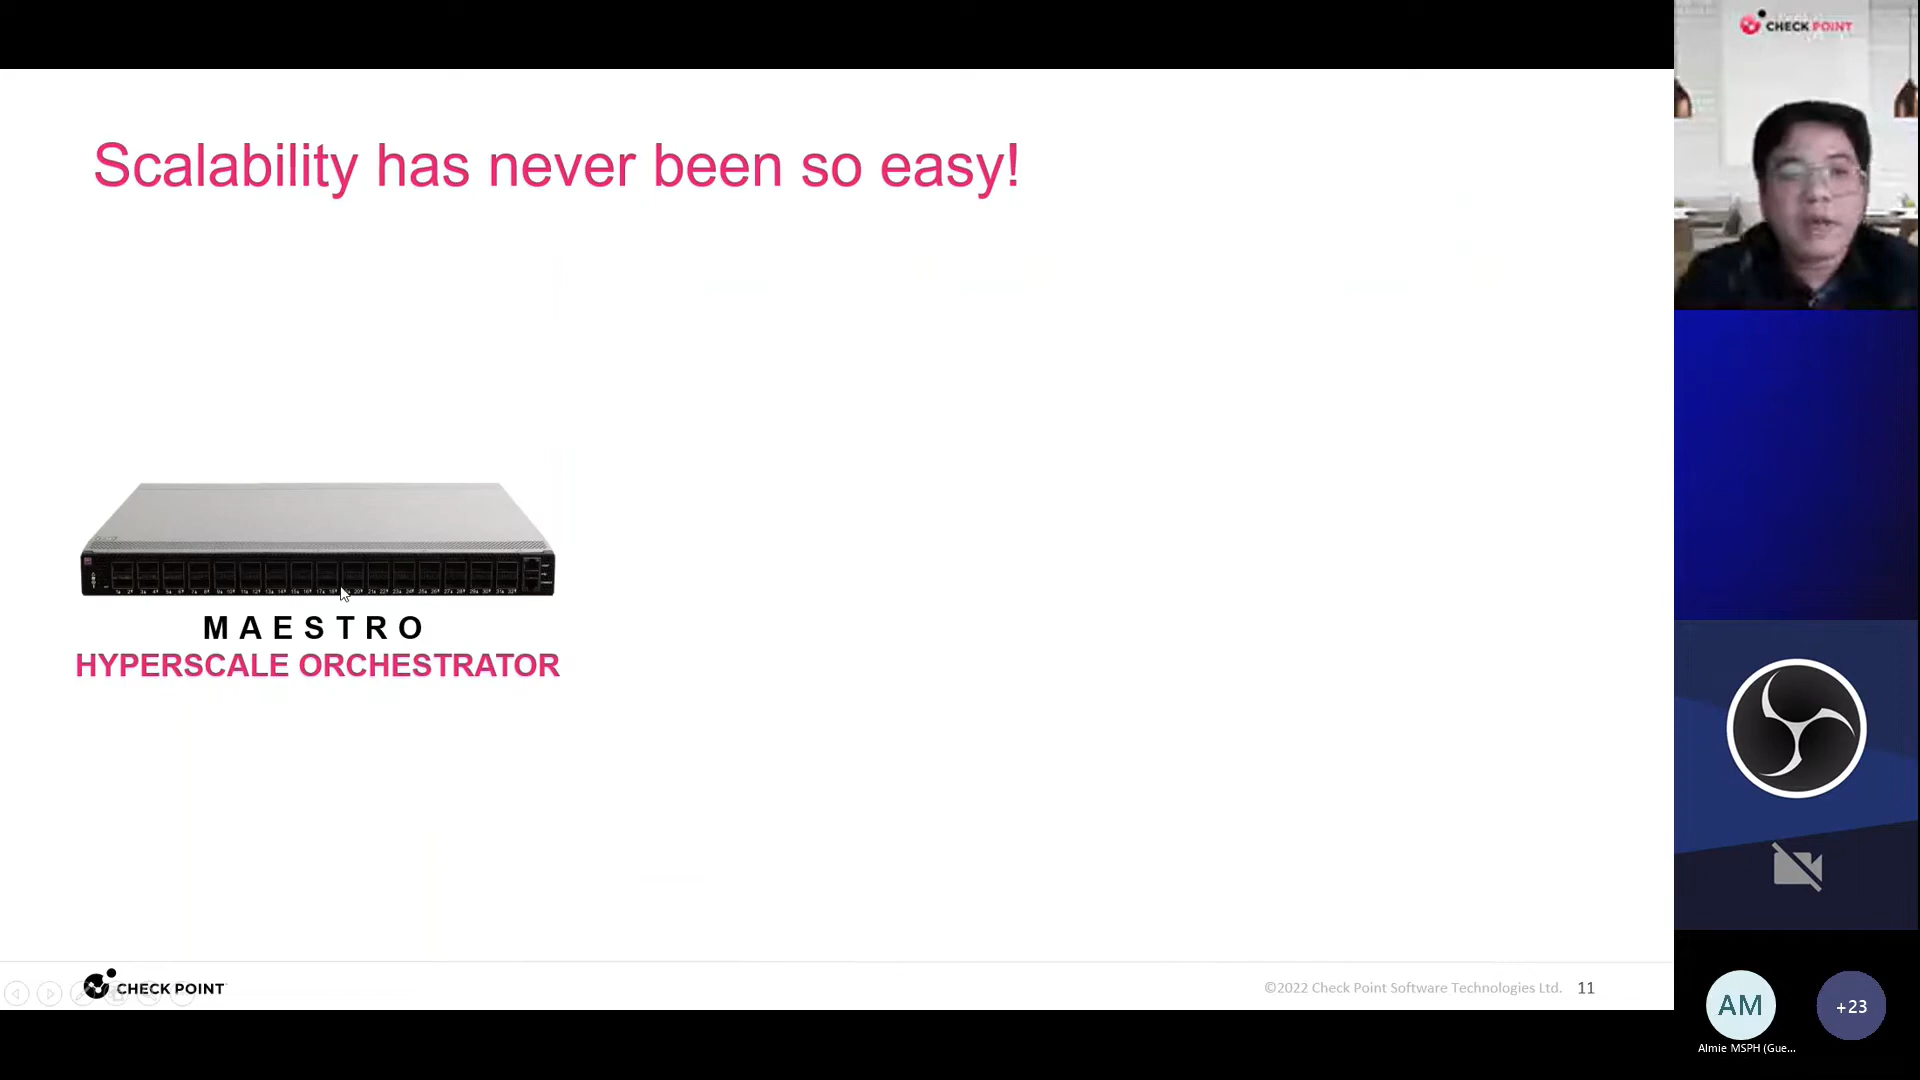 Scalability has never been so easy!
MAESTRO
HYPERSCALE ORCHESTRATOR
CHECK POINT
©2022 Check Point Software Technologies Ltd. 11
CHECK POINT
AM
+23
Almie MSPH (Gue...